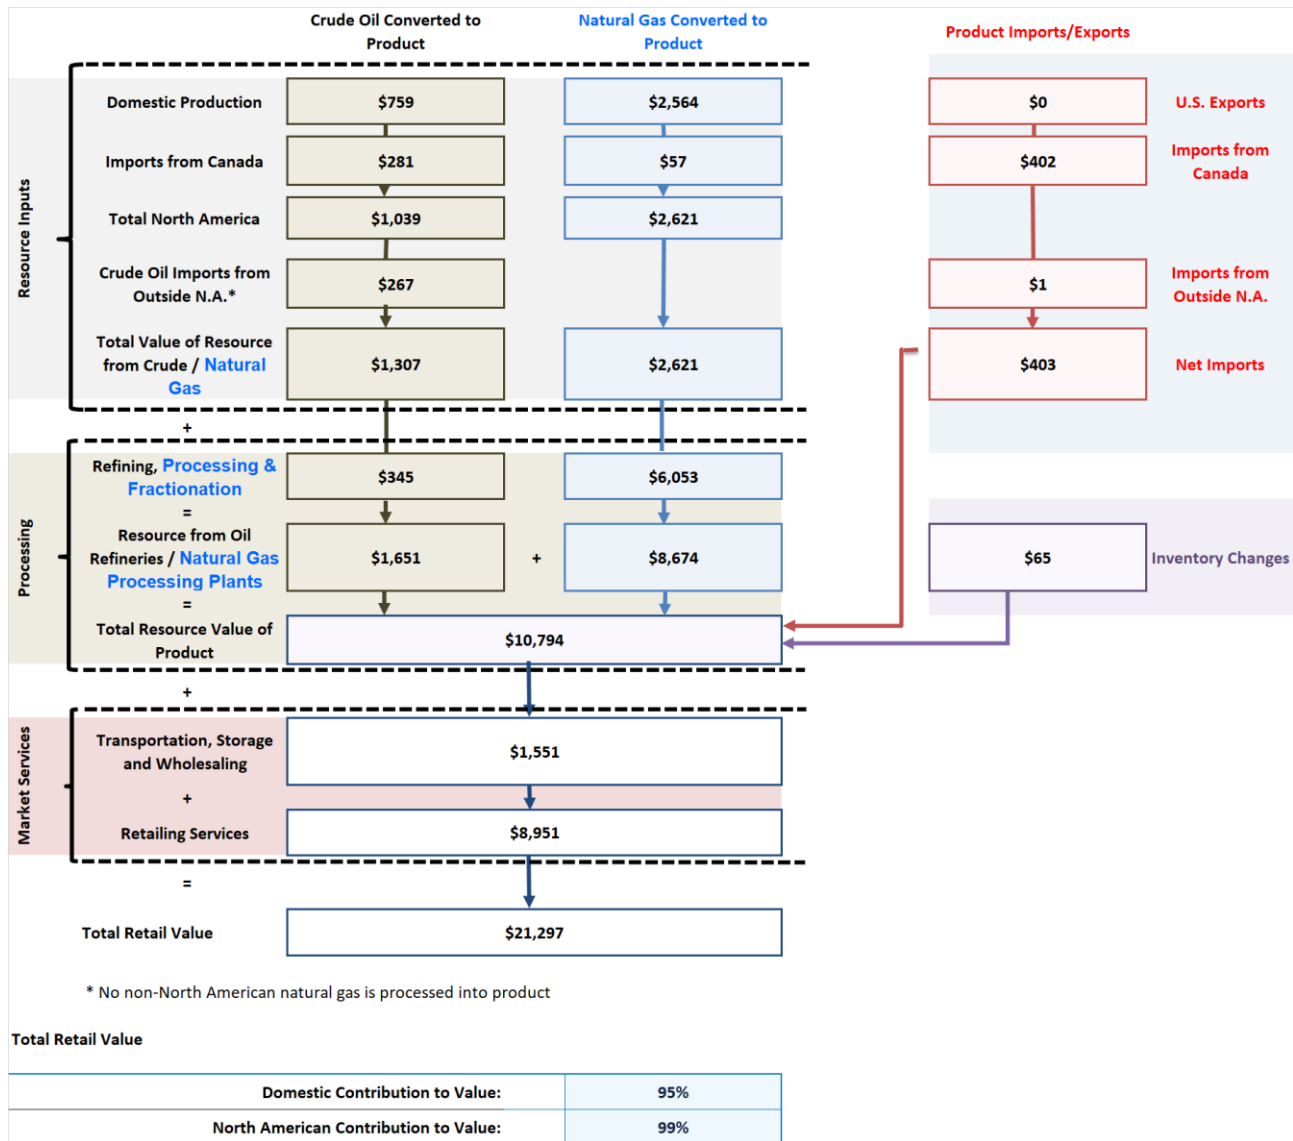 Crude Oil Converted to
Product
Natural Gas Converted to
Product
Product Imports/Exports
Resource Inputs
Domestic Production
$759
$2,564
$0
U.S. Exports
Imports from Canada
$281
$57
$402
Imports from
Canada
Total North America
$1,039
$2,621
Crude Oil Imports from
Outside N.A.*
$267
$1
Imports from
Outside N.A.
Total Value of Resource
from Crude / Natural
Gas
$1,307
$2,621
$403
Net Imports
+
Processing
Refining, Processing &
Fractionation
$345
$6,053
=
Resource from Oil
Refineries / Natural Gas
Processing Plants
$1,651
+
$8,674
$65
Inventory Changes
=
Total Resource Value of
Product
$10,794
+
Market Services
Transportation, Storage
and Wholesaling
$1,551
+
Retailing Services
$8,951
=
Total Retail Value
$21,297
* No non-North American natural gas is processed into product
Total Retail Value
Domestic Contribution to Value:
95%
North American Contribution to Value:
99%